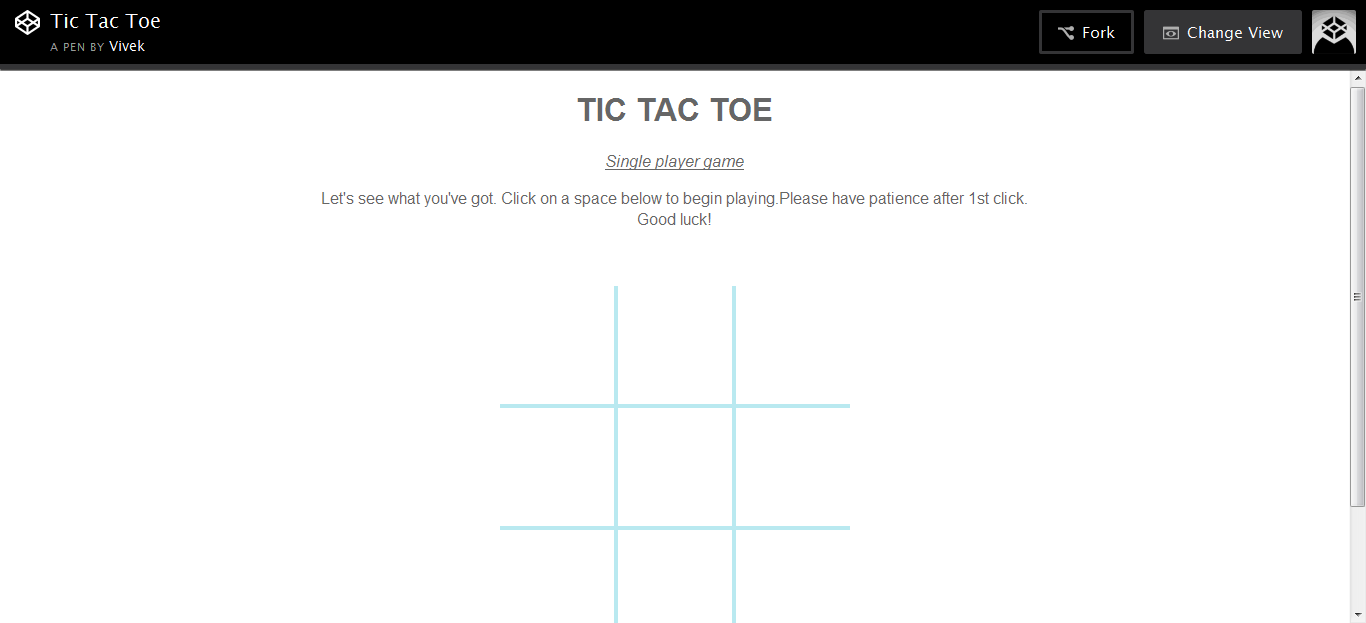 Tic Tac Toe
A PEN BY Vivek
Fork
Change View
TIC TAC TOE
Single player game
Let's see what you've got. Click on a space below to begin playing.Please have patience after 1st click.
Good luck!